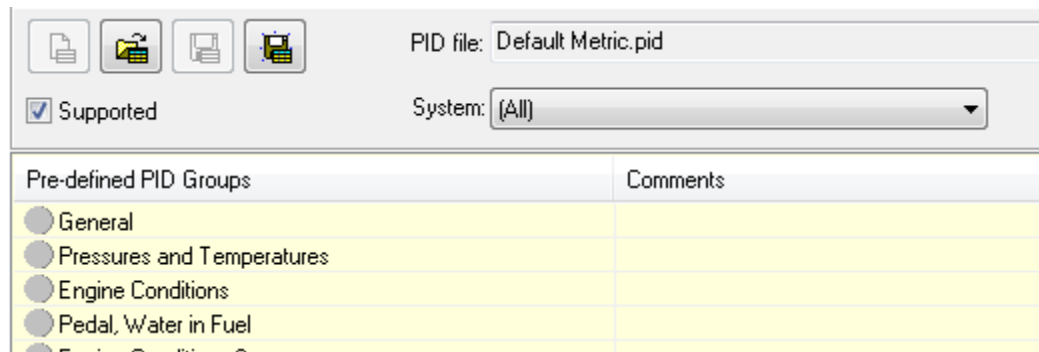 PID file: Default Metric.pid
Supported System: (All)
Pre-defined PID Groups Comments
General
Pressures and Temperatures
Engine Conditions
Pedal, Water in Fuel